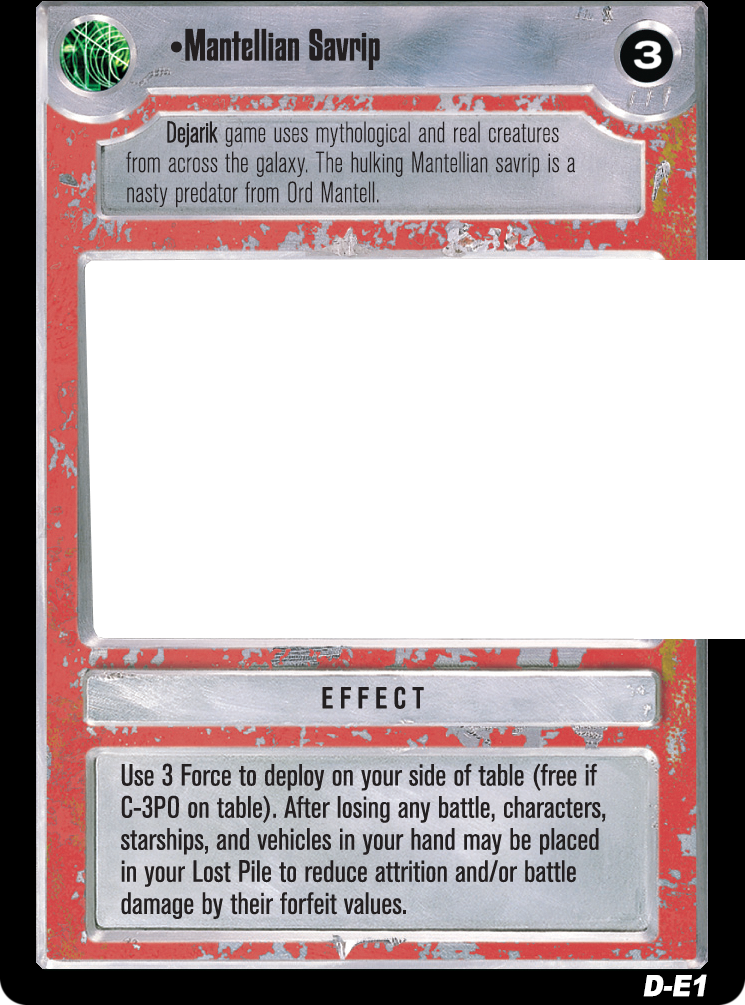 •Mantellian Savrip
3
Dejarik game uses mythological and real creatures
from across the galaxy. The hulking Mantellian savrip is a
nasty predator from Ord Mantell.
EFFECT
Use 3 Force to deploy on your side of table (free if
C-3PO on table). After losing any battle, characters,
starships, and vehicles in your hand may be placed
in your Lost Pile to reduce attrition and/or battle
damage by their forfeit values.
D-E1